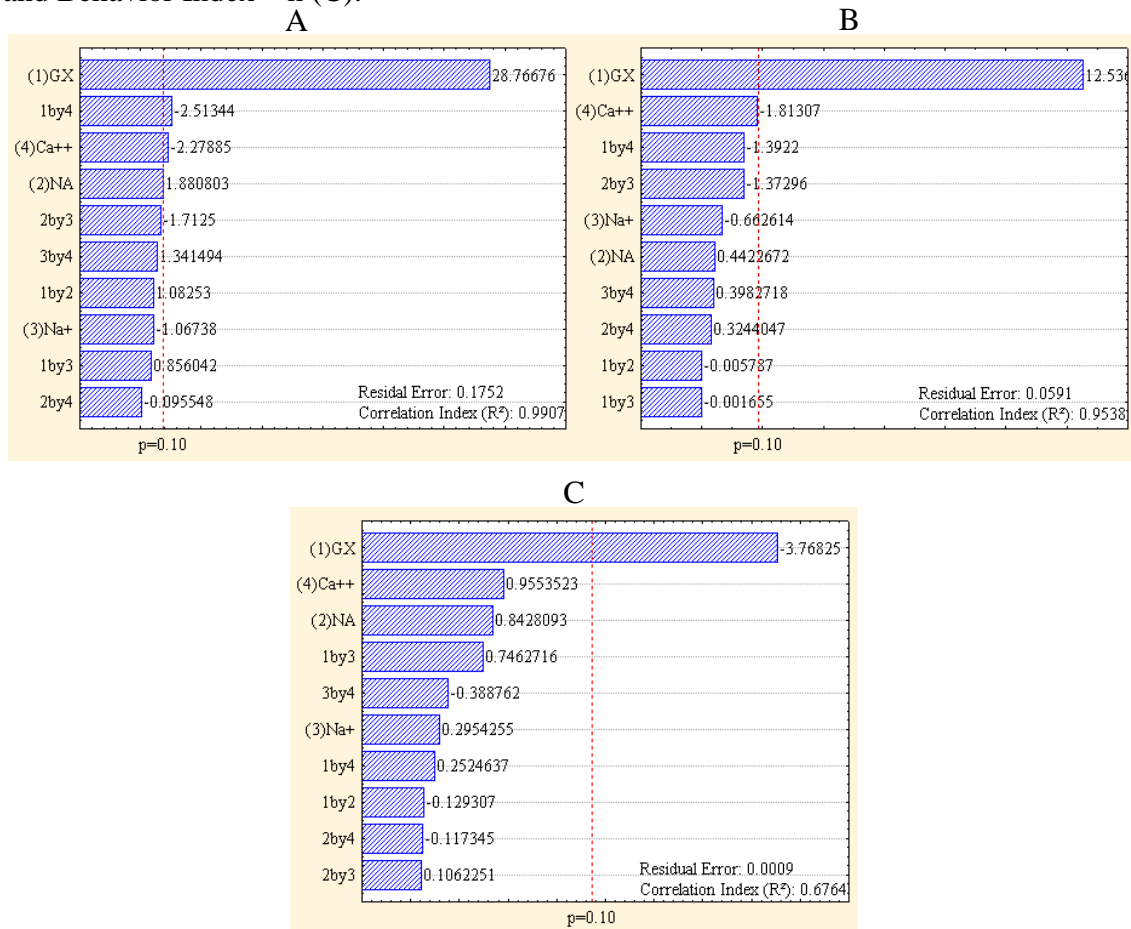 A B
(1)GX 28.76676
1by4 -2.51344
(4)Ca++ -2.27885
(2)NA 1.880803
2by3 -1.7125
3by4 1.341494
1by2 1.08253
(3)Na+ -1.06738
1by3 0.856042
2by4 -0.095548
Residal Error: 0.1752
Correlation Index (R²): 0.9907
p=0.10
(1)GX 12.536
(4)Ca++ -1.81307
1by4 -1.3922
2by3 -1.37296
(3)Na+ -0.662614
(2)NA 0.4422672
3by4 0.3982718
2by4 0.3244047
1by2 -0.005787
1by3 -0.001655
Residual Error: 0.0591
Correlation Index (R²): 0.9538
p=0.10
C
(1)GX -3.76825
(4)Ca++ 0.9553523
(2)NA 0.8428093
1by3 0.7462716
3by4 -0.388762
(3)Na+ 0.2954255
1by4 0.2524637
1by2 -0.129307
2by4 -0.117345
2by3 0.1062251
Residual Error: 0.0009
Correlation Index (R²): 0.6764
p=0.10